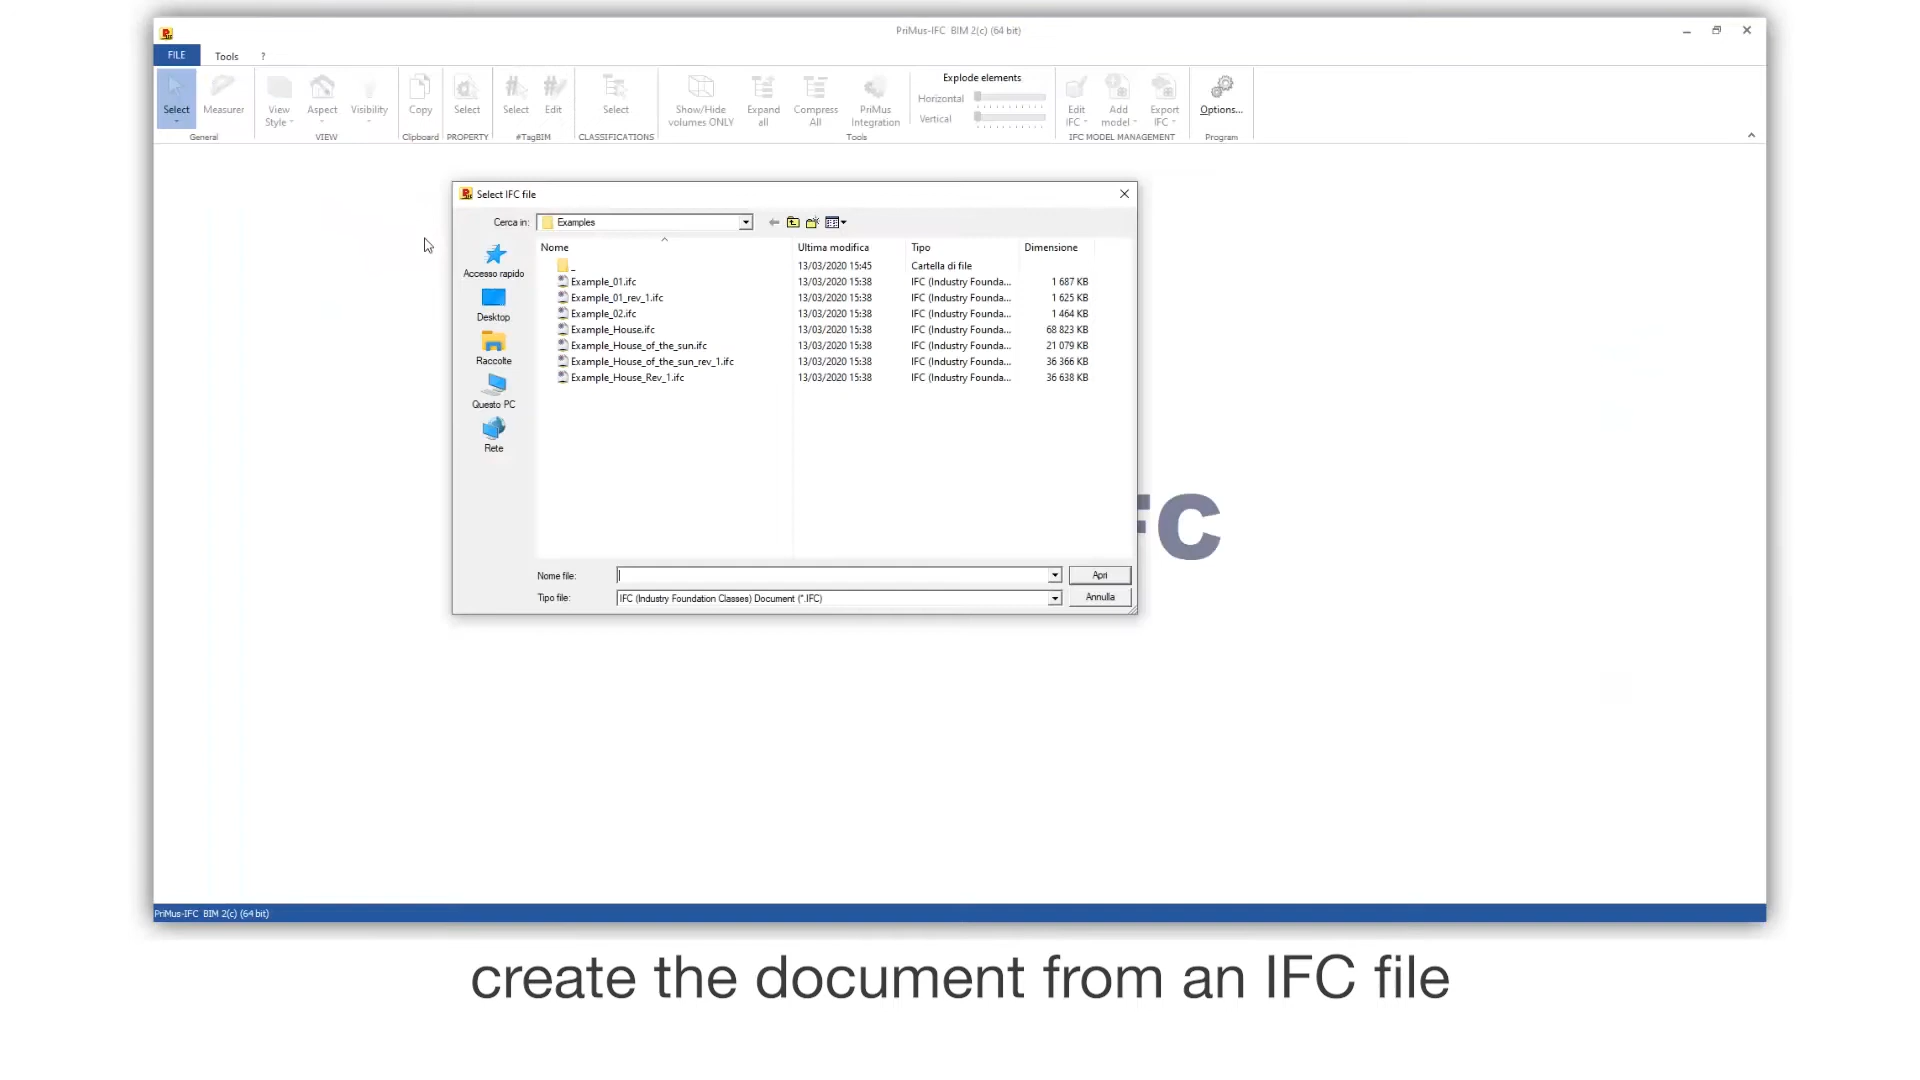 PriMus-IFC BIM 2(c) (64 bit)
FILE Tools ?
Select Measurer View Style Aspect Visibility Copy Select Select Edit Select Show/Hide volumes ONLY Expand all Compress All PriMus Integration Explode elements Horizontal Vertical Edit IFC Add model Export IFC Options...
General VIEW Clipboard PROPERTY #TagBIM CLASSIFICATIONS Tools IFC MODEL MANAGEMENT Program
Select IFC file
Cerca in: Examples
Nome Ultima modifica Tipo Dimensione
_ 13/03/2020 15:45 Cartella di file
Example_01.ifc 13/03/2020 15:38 IFC (Industry Founda... 1 687 KB
Example_01_rev_1.ifc 13/03/2020 15:38 IFC (Industry Founda... 1 625 KB
Example_02.ifc 13/03/2020 15:38 IFC (Industry Founda... 1 464 KB
Example_House.ifc 13/03/2020 15:38 IFC (Industry Founda... 68 823 KB
Example_House_of_the_sun.ifc 13/03/2020 15:38 IFC (Industry Founda... 21 079 KB
Example_House_of_the_sun_rev_1.ifc 13/03/2020 15:38 IFC (Industry Founda... 36 366 KB
Example_House_Rev_1.ifc 13/03/2020 15:38 IFC (Industry Founda... 36 638 KB
Accesso rapido
Desktop
Raccolte
Questo PC
Rete
FC
Nome file: Apri
Tipo file: IFC (Industry Foundation Classes) Document (*.IFC) Annulla
PriMus-IFC BIM 2(c) (64 bit)
create the document from an IFC file